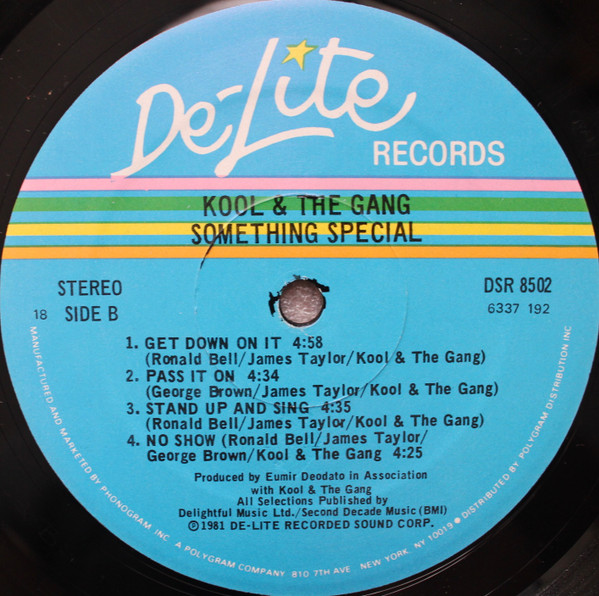 De-Lite
RECORDS
KOOL & THE GANG
SOMETHING SPECIAL
STEREO
DSR 8502
18 SIDE B
6337 192
1. GET DOWN ON IT 4:58
(Ronald Bell/James Taylor/Kool & The Gang)
2. PASS IT ON 4:34
(George Brown/James Taylor/Kool & The Gang)
3. STAND UP AND SING 4:35
(Ronald Bell/James Taylor/Kool & The Gang)
4. NO SHOW (Ronald Bell/James Taylor/
George Brown/Kool & The Gang 4:25
Produced by Eumir Deodato in Association
with Kool & The Gang
All Selections Published by
Delightful Music Ltd./Second Decade Music (BMI)
Ⓟ1981 DE-LITE RECORDED SOUND CORP.
MANUFACTURED AND MARKETED BY PHONOGRAM, INC. A POLYGRAM COMPANY 810 7TH AVE. NY, NY 10019 ● DISTRIBUTED BY POLYGRAM DISTRIBUTION INC